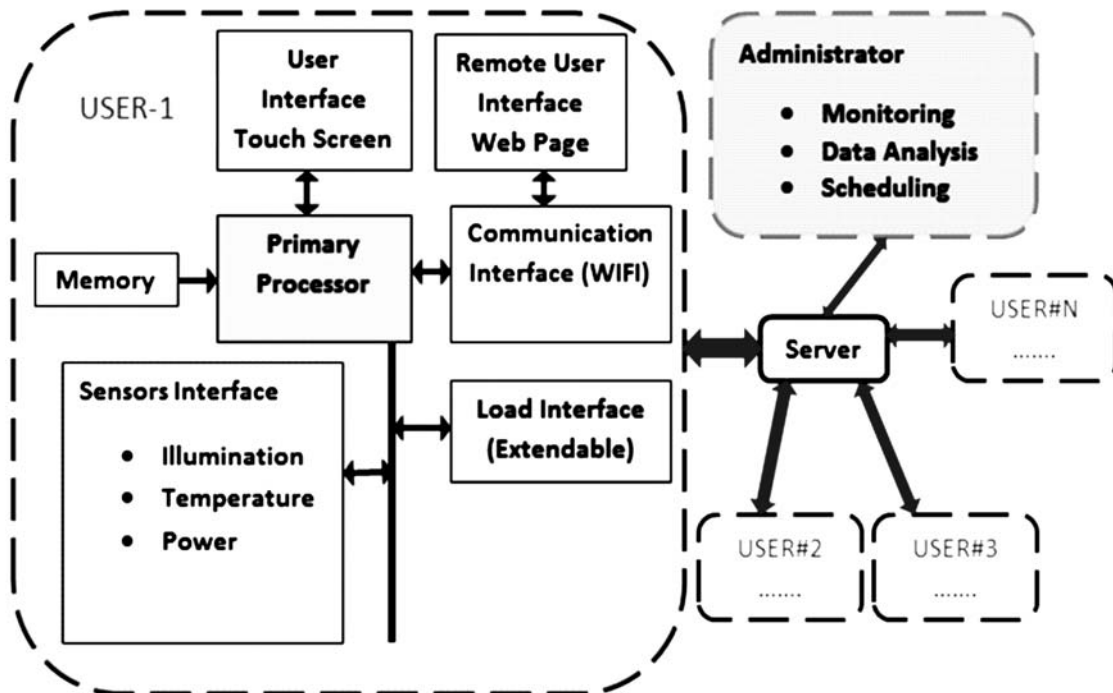 USER-1
User
Interface
Touch Screen
Remote User
Interface
Web Page
Administrator
• Monitoring
• Data Analysis
• Scheduling
Memory
Primary
Processor
Communication
Interface (WIFI)
Sensors Interface
• Illumination
• Temperature
• Power
Load Interface
(Extendable)
Server
USER#N
.......
USER#2
.......
USER#3
.......